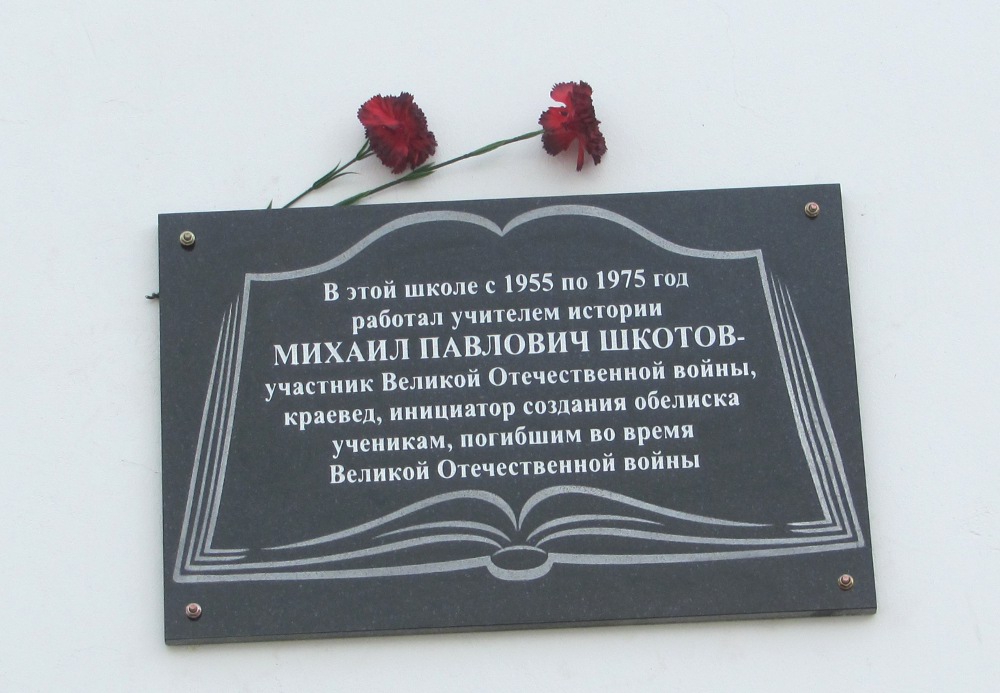 В этой школе с 1955 по 1975 год
работал учителем истории
МИХАИЛ ПАВЛОВИЧ ШКОТОВ-
участник Великой Отечественной войны,
краевед, инициатор создания обелиска
ученикам, погибшим во время
Великой Отечественной войны